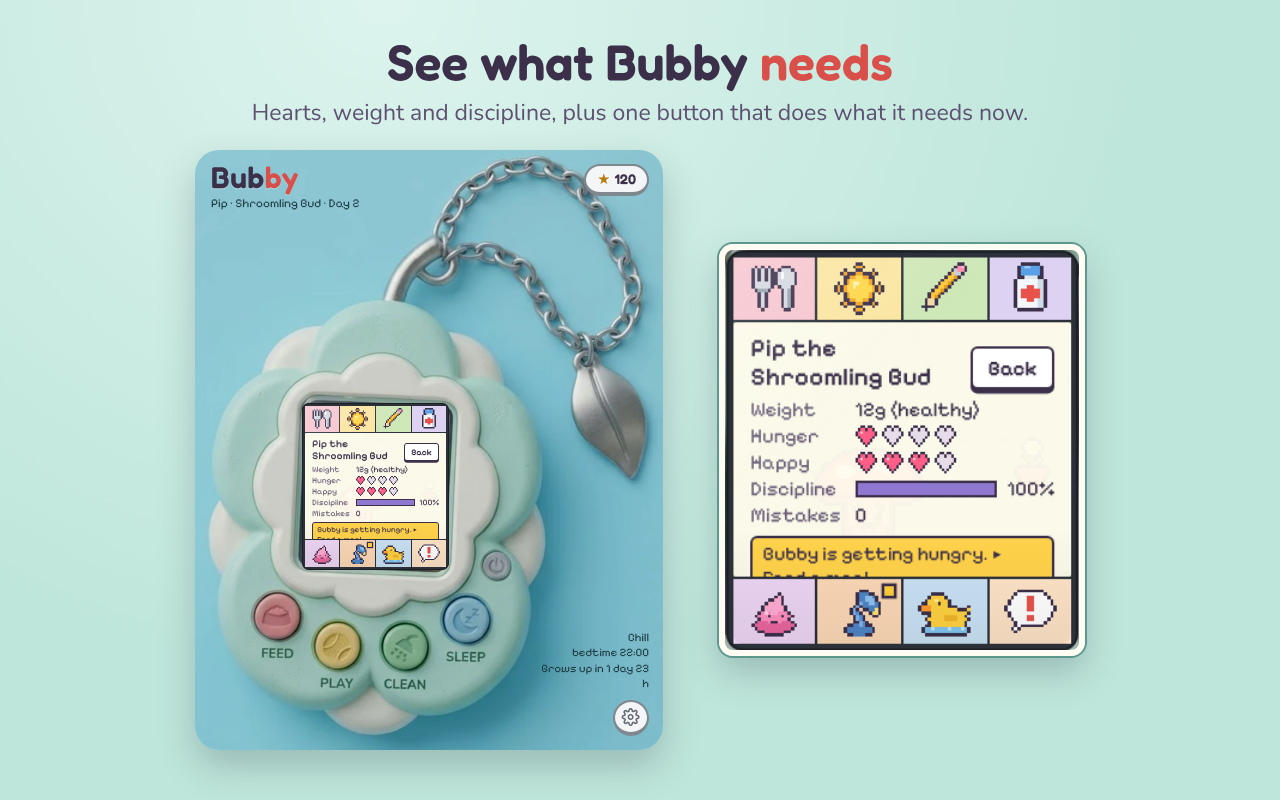 See what Bubby needs
Hearts, weight and discipline, plus one button that does what it needs now.
Bubby
Pip · Shroomling Bud · Day 2
★ 120
Pip the
Shroomling Bud
Back
Weight 12g (healthy)
Hunger
Happy
Discipline 100%
Mistakes 0
Bubby is getting hungry. ▸
FEED
PLAY
CLEAN
SLEEP
Chill
bedtime 22:00
Grows up in 1 day 23
h
Pip the
Shroomling Bud
Back
Weight 12g (healthy)
Hunger
Happy
Discipline 100%
Mistakes 0
Bubby is getting hungry. ▸